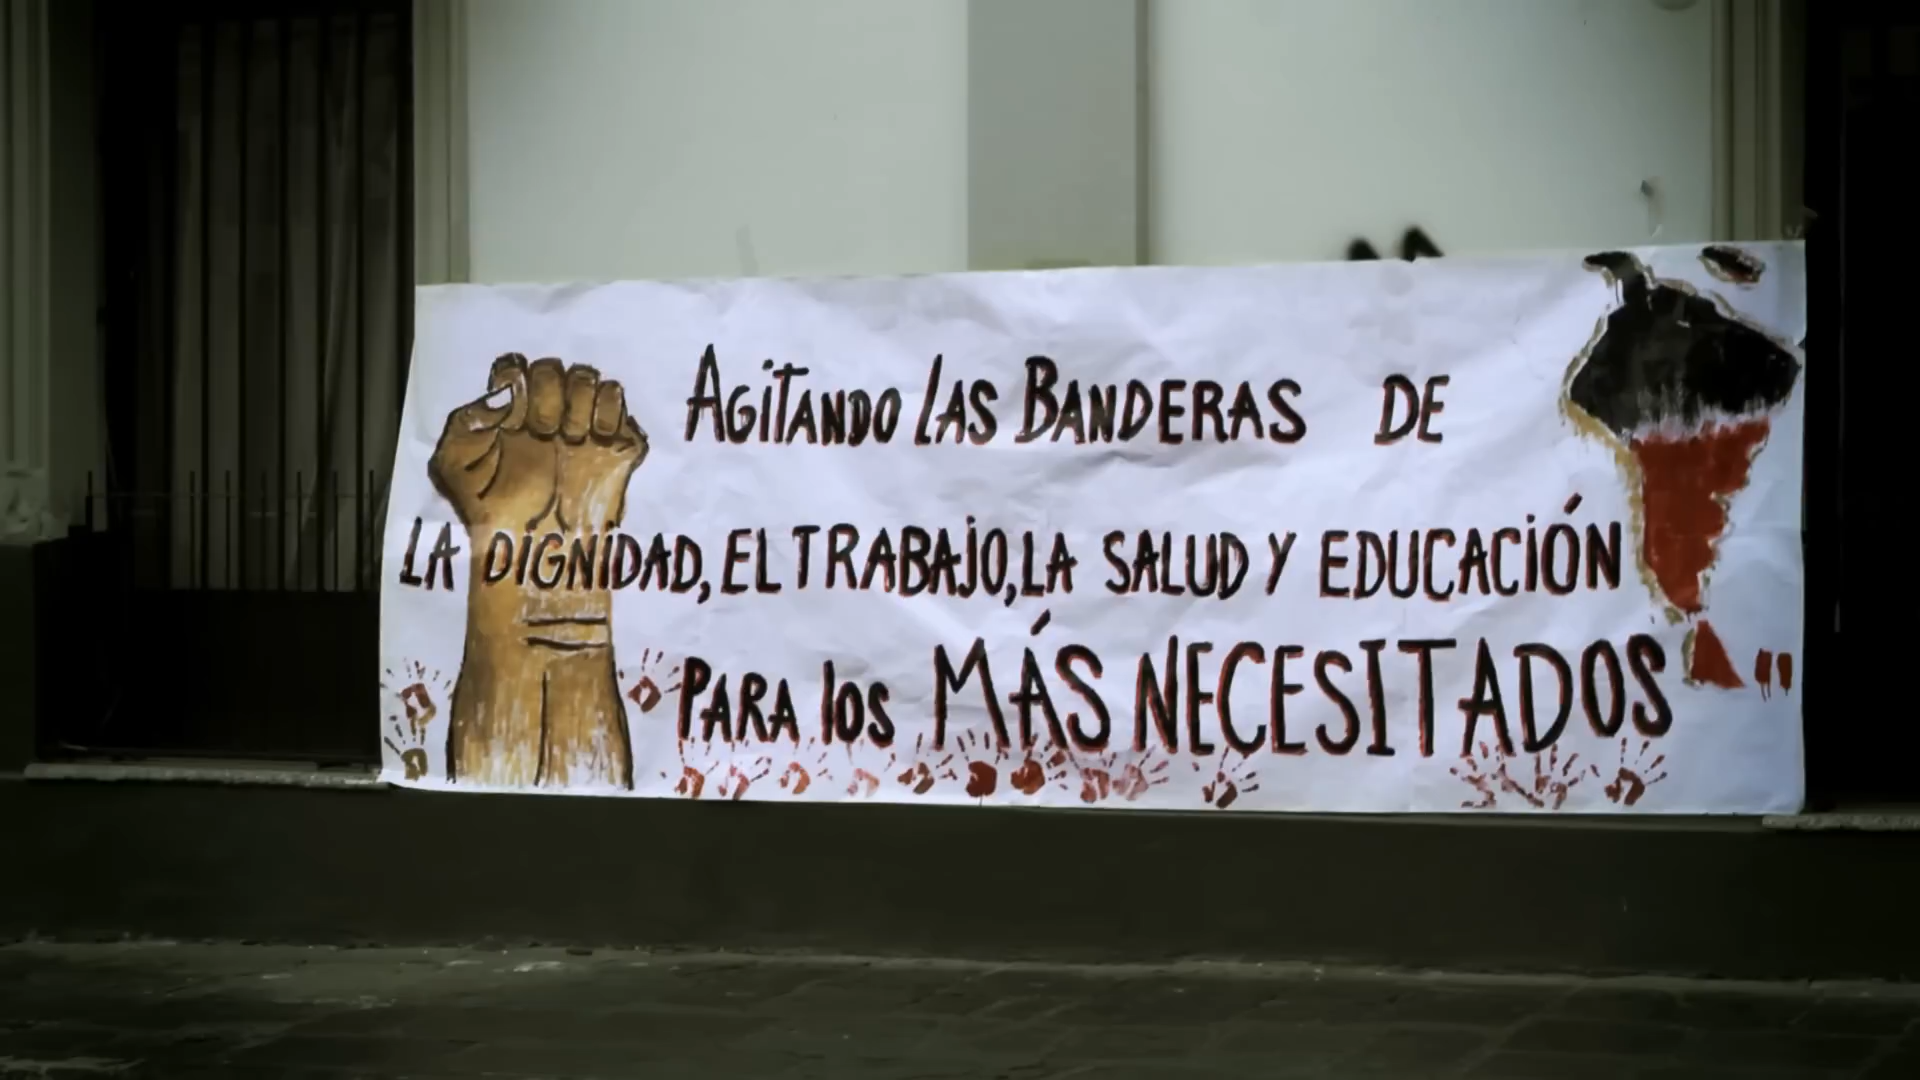 AGITANDO LAS BANDERAS DE
LA DIGNIDAD, EL TRABAJO, LA SALUD Y EDUCACIÓN
PARA los MÁS NECESITADOS